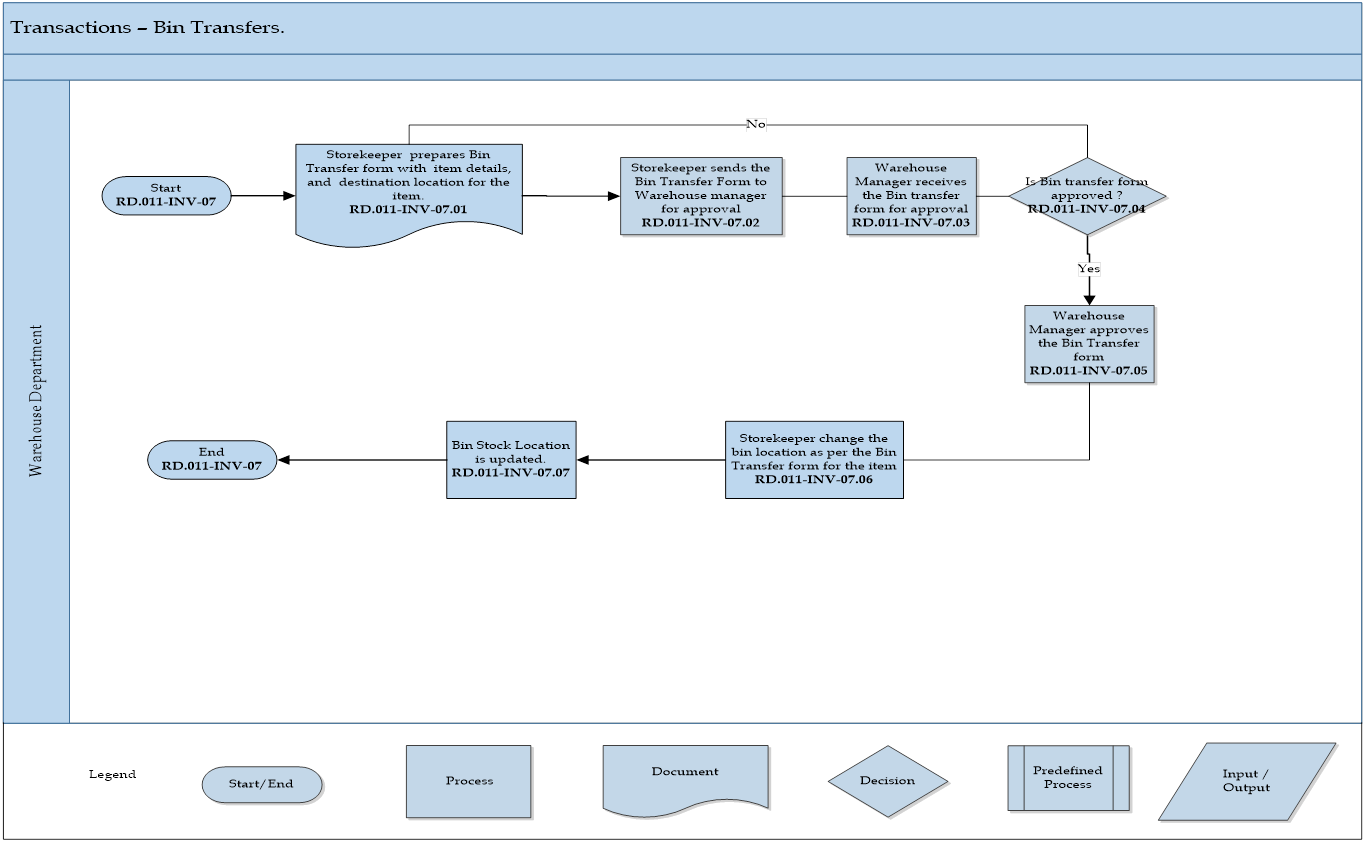 Transactions – Bin Transfers.
Warehouse Department
No
Start
RD.011-INV-07
Storekeeper prepares Bin
Transfer form with item details,
and destination location for the
item.
RD.011-INV-07.01
Storekeeper sends the
Bin Transfer Form to
Warehouse manager
for approval
RD.011-INV-07.02
Warehouse
Manager receives
the Bin transfer
form for approval
RD.011-INV-07.03
Is Bin transfer form
approved ?
RD.011-INV-07.04
Yes
Warehouse
Manager approves
the Bin Transfer
form
RD.011-INV-07.05
Storekeeper change the
bin location as per the Bin
Transfer form for the item
RD.011-INV-07.06
Bin Stock Location
is updated.
RD.011-INV-07.07
End
RD.011-INV-07
Legend
Start/End
Process
Document
Decision
Predefined
Process
Input /
Output